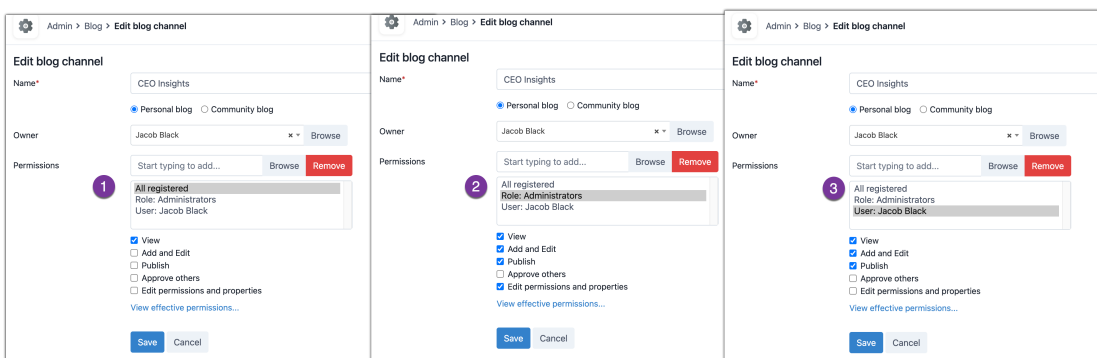 Admin > Blog > Edit blog channel
Edit blog channel
Name*
CEO Insights
Personal blog
Community blog
Owner
Jacob Black
× Browse
Permissions
Start typing to add...
Browse
Remove
1
All registered
Role: Administrators
User: Jacob Black
View
Add and Edit
Publish
Approve others
Edit permissions and properties
View effective permissions...
Save
Cancel
Admin > Blog > Edit blog channel
Edit blog channel
Name*
CEO Insights
Personal blog
Community blog
Owner
Jacob Black
× Browse
Permissions
Start typing to add...
Browse
Remove
2
All registered
Role: Administrators
User: Jacob Black
View
Add and Edit
Publish
Approve others
Edit permissions and properties
View effective permissions...
Save
Cancel
Admin > Blog > Edit blog channel
Edit blog channel
Name*
CEO Insights
Personal blog
Community blog
Owner
Jacob Black
× Browse
Permissions
Start typing to add...
Browse
Remove
3
All registered
Role: Administrators
User: Jacob Black
View
Add and Edit
Publish
Approve others
Edit permissions and properties
View effective permissions...
Save
Cancel